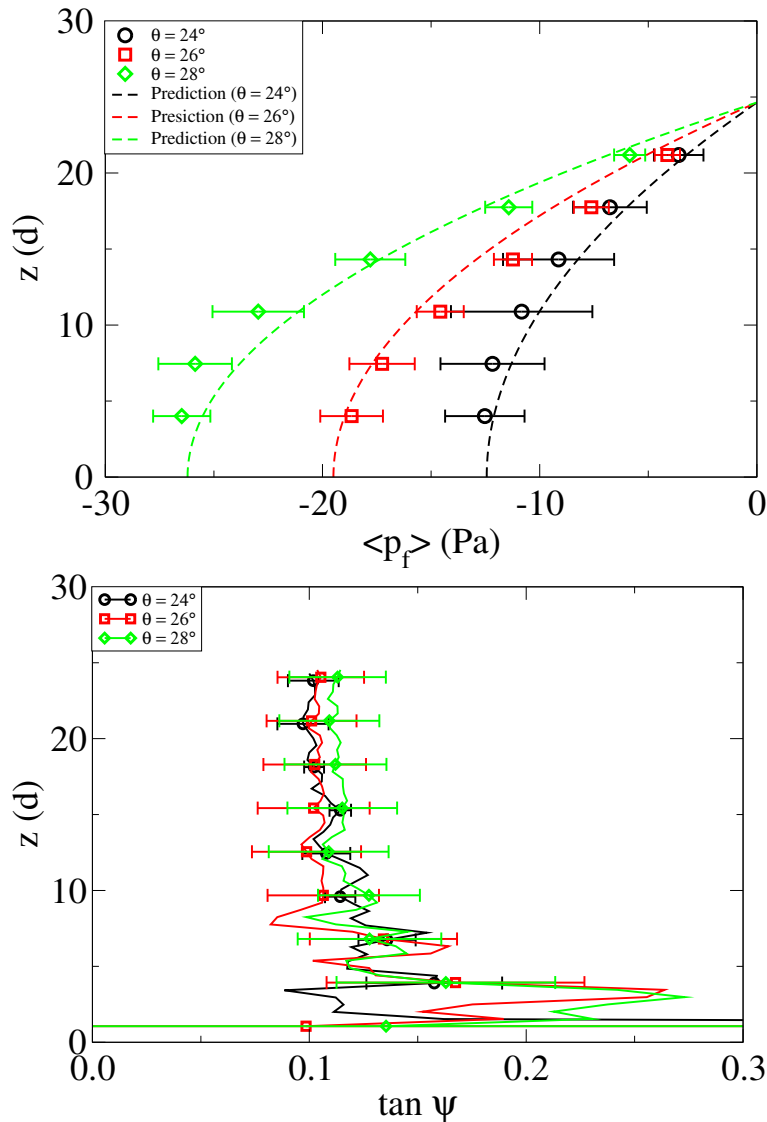 30
θ = 24°
θ = 26°
θ = 28°
Prediction (θ = 24°)
Presiction (θ = 26°)
Prediction (θ = 28°)
20
z (d)
10
0
-30 -20 -10 0
<p_f> (Pa)
30
θ = 24°
θ = 26°
θ = 28°
20
z (d)
10
0
0.0 0.1 0.2 0.3
tan ψ